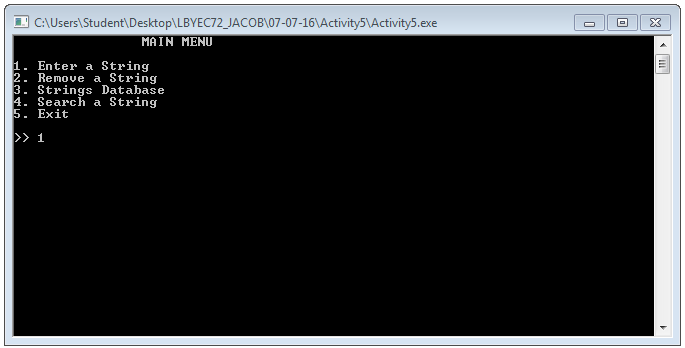 C:\Users\Student\Desktop\LBYEC72_JACOB\07-07-16\Activity5\Activity5.exe
MAIN MENU
1. Enter a String
2. Remove a String
3. Strings Database
4. Search a String
5. Exit
>> 1